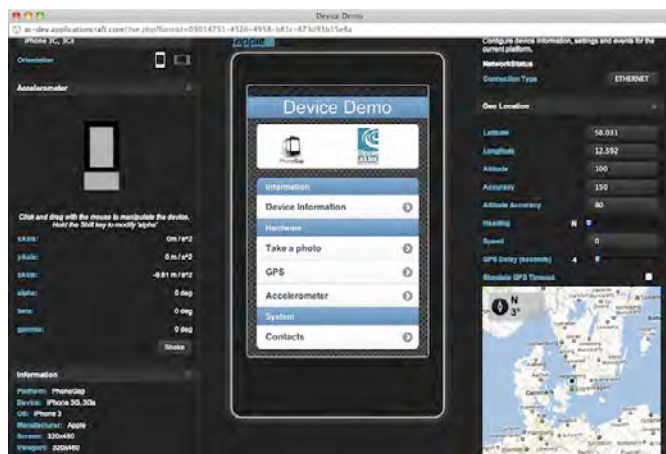 Device Demo
iPhone 3G, 3Gs
Orientation
Accelerometer
Click and drag with the mouse to manipulate the device.
Hold the Shift key to modify 'alpha'
xAxis: 0m/s^2
yAxis: 0 m/s^2
zAxis: -9.81 m/s^2
alpha: 0 deg
beta: 0 deg
gamma: 0 deg
Shake
Information
Platform: PhoneGap
Device: iPhone 3G, 3Gs
OS: iPhone 3
Manufacturer: Apple
Screen: 320x480
Viewport: 320x480
Device Demo
PhoneGap
Information
Device Information
Hardware
Take a photo
GPS
Accelerometer
System
Contacts
Configure device information, settings and events for the
current platform.
NetworkStatus
Connection Type ETHERNET
Geo Location
Latitude 56.031
Longitude 12.592
Altitude 100
Accuracy 150
Altitude Accuracy 80
Heading N
Speed 0
GPS Delay (seconds) 4
Simulate GPS Timeout
N
3°
Denmark
Copenhagen